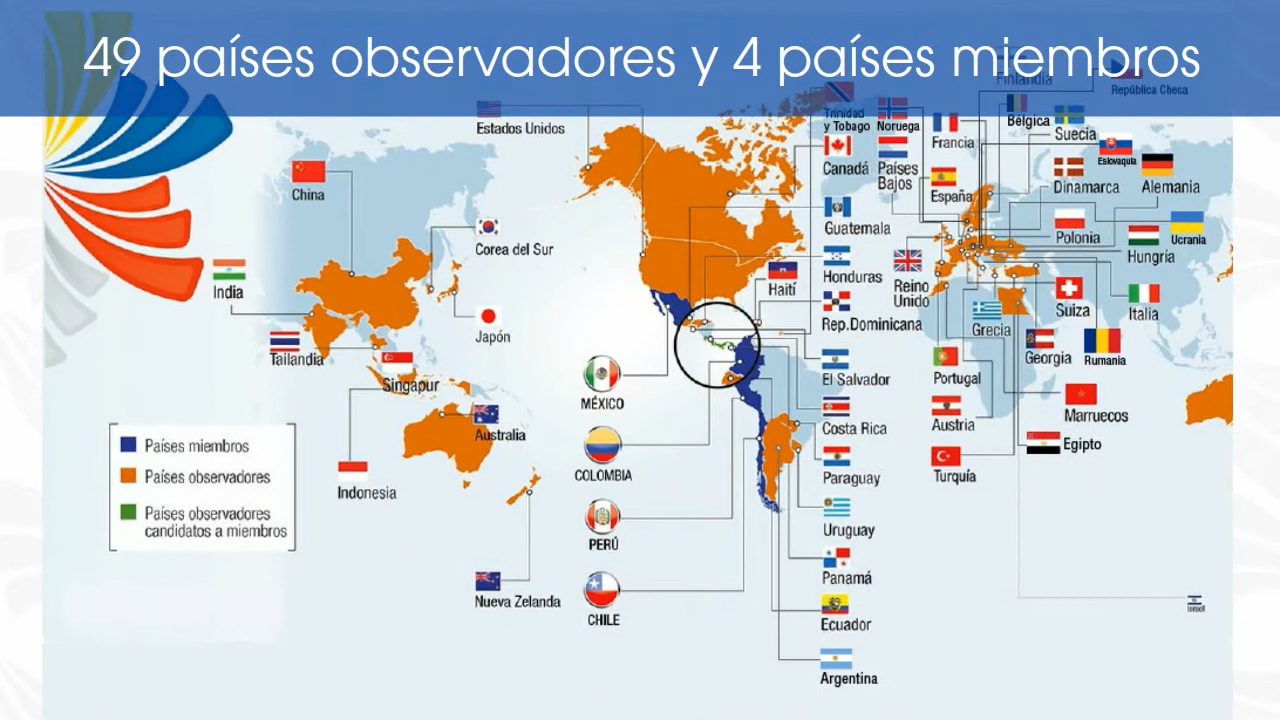 49 países observadores y 4 países miembros
Finlandia
República Checa
Trinidad
y Tobago
Noruega
Bélgica
Suecia
Estados Unidos
Francia
Eslovaquia
China
Canadá
Países
Bajos
España
Dinamarca
Alemania
Corea del Sur
Guatemala
Polonia
Ucrania
Hungría
India
Honduras
Haití
Reino
Unido
Suiza
Italia
Japón
Rep.Dominicana
Grecia
Tailandia
Singapur
Georgia
Rumania
El Salvador
Portugal
MÉXICO
Australia
Costa Rica
Austria
Marruecos
Países miembros
Países observadores
Países observadores
candidatos a miembros
COLOMBIA
Egipto
Indonesia
Paraguay
Turquía
Uruguay
PERÚ
Panamá
Nueva Zelanda
CHILE
Ecuador
Israel
Argentina